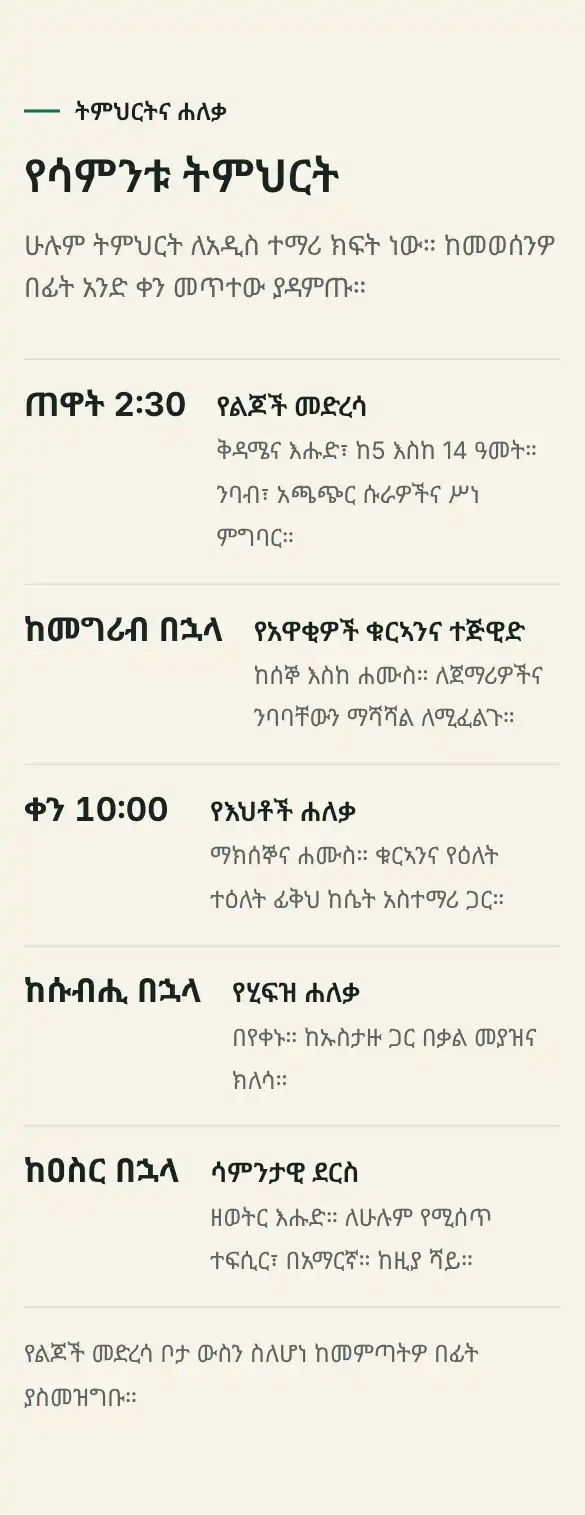 ትምህርትና ሐለቃ
የሳምንቱ ትምህርት
ሁሉም ትምህርት ለአዲስ ተማሪ ክፍት ነው። ከመወሰንዎ
በፊት አንድ ቀን መጥተው ያዳምጡ።
ጠዋት 2:30
የልጆች መድረሳ
ቅዳሜና እሑድ፣ ከ5 እስከ 14 ዓመት።
ንባብ፣ አጫጭር ሱራዎችና ሥነ
ምግባር።
ከመግሪብ በኋላ
የአዋቂዎች ቁርኣንና ተጅዊድ
ከሰኞ እስከ ሐሙስ። ለጀማሪዎችና
ንባባቸውን ማሻሻል ለሚፈልጉ።
ቀን 10:00
የእህቶች ሐለቃ
ማክሰኞና ሐሙስ። ቁርኣንና የዕለት
ተዕለት ፊቅህ ከሴት አስተማሪ ጋር።
ከሱብሒ በኋላ
የሂፍዝ ሐለቃ
በየቀኑ። ከኡስታዙ ጋር በቃል መያዝና
ክለሳ።
ከዐስር በኋላ
ሳምንታዊ ደርስ
ዘወትር እሑድ። ለሁሉም የሚሰጥ
ተፍሲር፣ በአማርኛ። ከዚያ ሻይ።
የልጆች መድረሳ ቦታ ውስን ስለሆነ ከመምጣትዎ በፊት
ያስመዝግቡ።